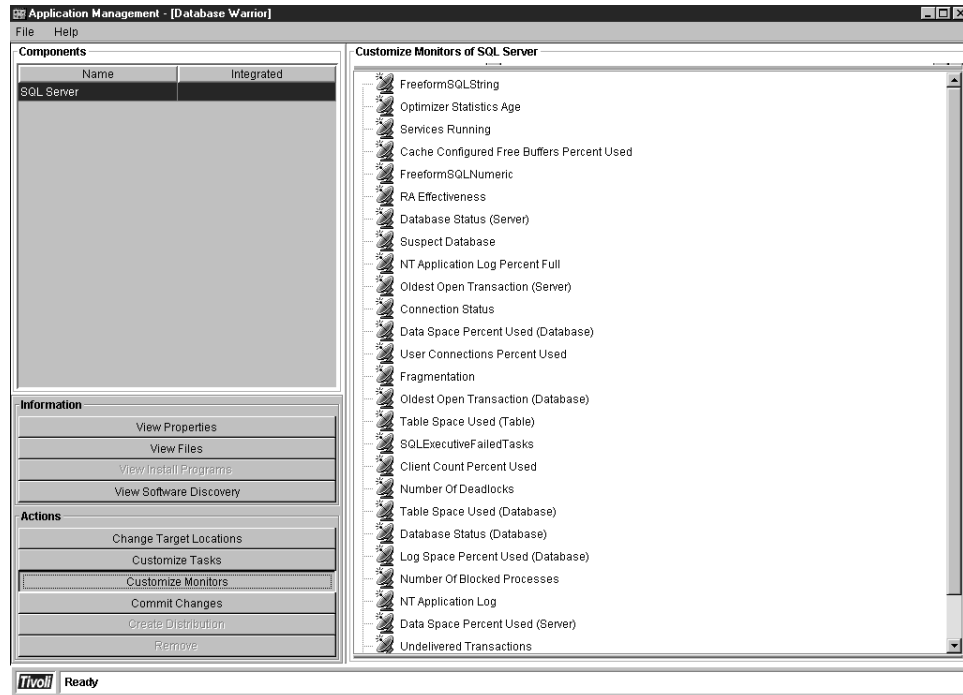 Application Management - [Database Warrior]
File Help
Components
Name Integrated
SQL Server
Information
View Properties
View Files
View Install Programs
View Software Discovery
Actions
Change Target Locations
Customize Tasks
Customize Monitors
Commit Changes
Create Distribution
Remove
Customize Monitors of SQL Server
FreeformSQLString
Optimizer Statistics Age
Services Running
Cache Configured Free Buffers Percent Used
FreeformSQLNumeric
RA Effectiveness
Database Status (Server)
Suspect Database
NT Application Log Percent Full
Oldest Open Transaction (Server)
Connection Status
Data Space Percent Used (Database)
User Connections Percent Used
Fragmentation
Oldest Open Transaction (Database)
Table Space Used (Table)
SQLExecutiveFailedTasks
Client Count Percent Used
Number Of Deadlocks
Table Space Used (Database)
Database Status (Database)
Log Space Percent Used (Database)
Number Of Blocked Processes
NT Application Log
Data Space Percent Used (Server)
Undelivered Transactions
Tivoli Ready